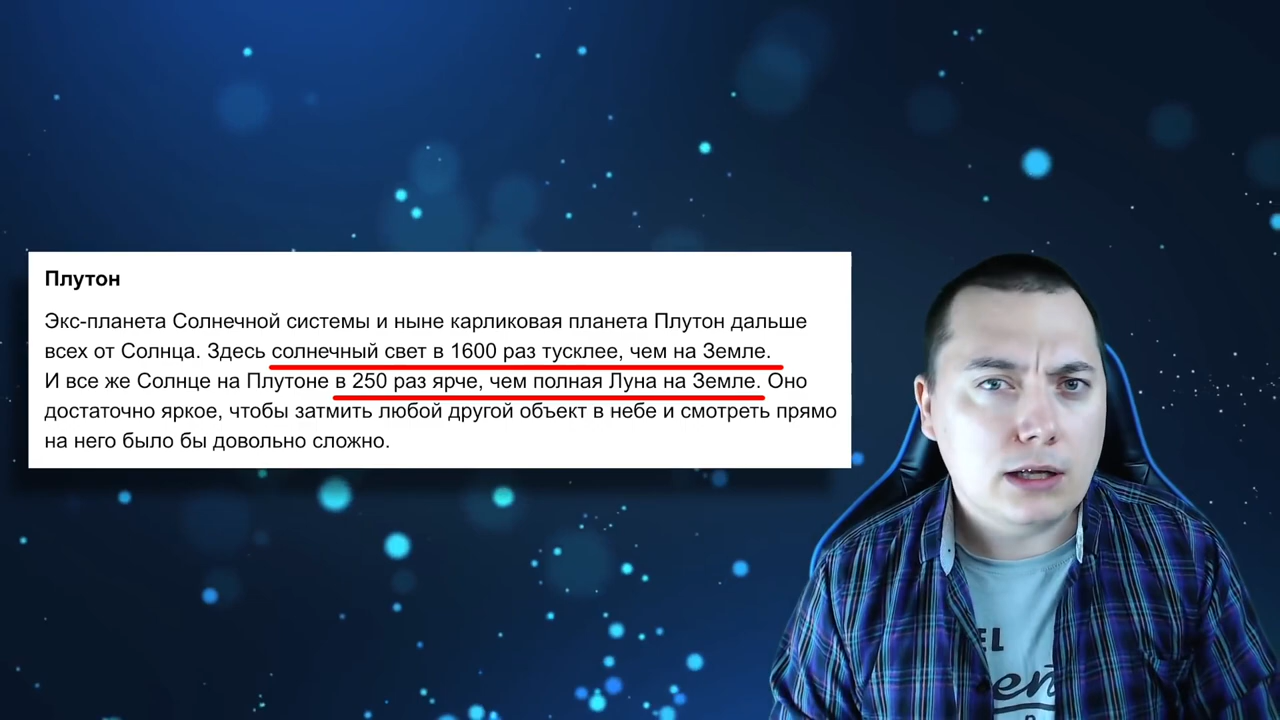 Плутон
Экс-планета Солнечной системы и ныне карликовая планета Плутон дальше
всех от Солнца. Здесь солнечный свет в 1600 раз тусклее, чем на Земле.
И все же Солнце на Плутоне в 250 раз ярче, чем полная Луна на Земле. Оно
достаточно яркое, чтобы затмить любой другой объект в небе и смотреть прямо
на него было бы довольно сложно.